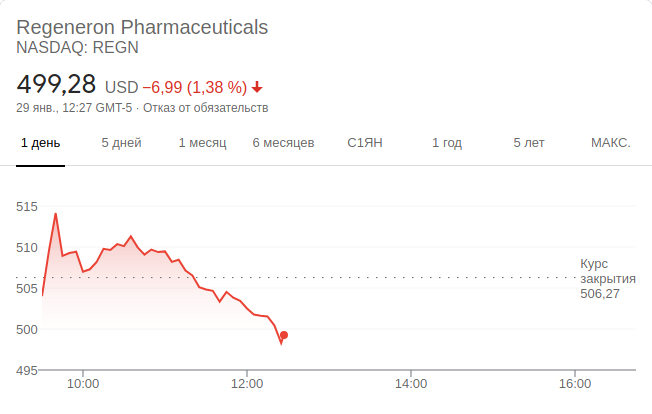 Regeneron Pharmaceuticals
NASDAQ: REGN
499,28 USD −6,99 (1,38 %)
29 янв., 12:27 GMT-5 · Отказ от обязательств
1 день 5 дней 1 месяц 6 месяцев С1ЯН 1 год 5 лет МАКС.
515
510
505
500
495
Курс
закрытия
506,27
10:00 12:00 14:00 16:00